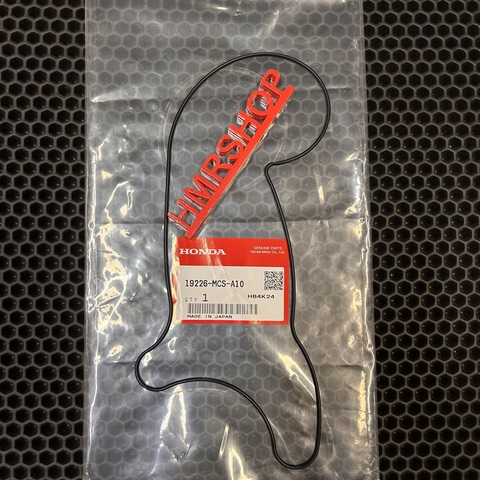 HMRSHOP
HONDA
GENUINE PARTS
Honda Motor Co., Ltd.
19226-MCS-A10
QTY 1
HB4K24
MADE IN JAPAN